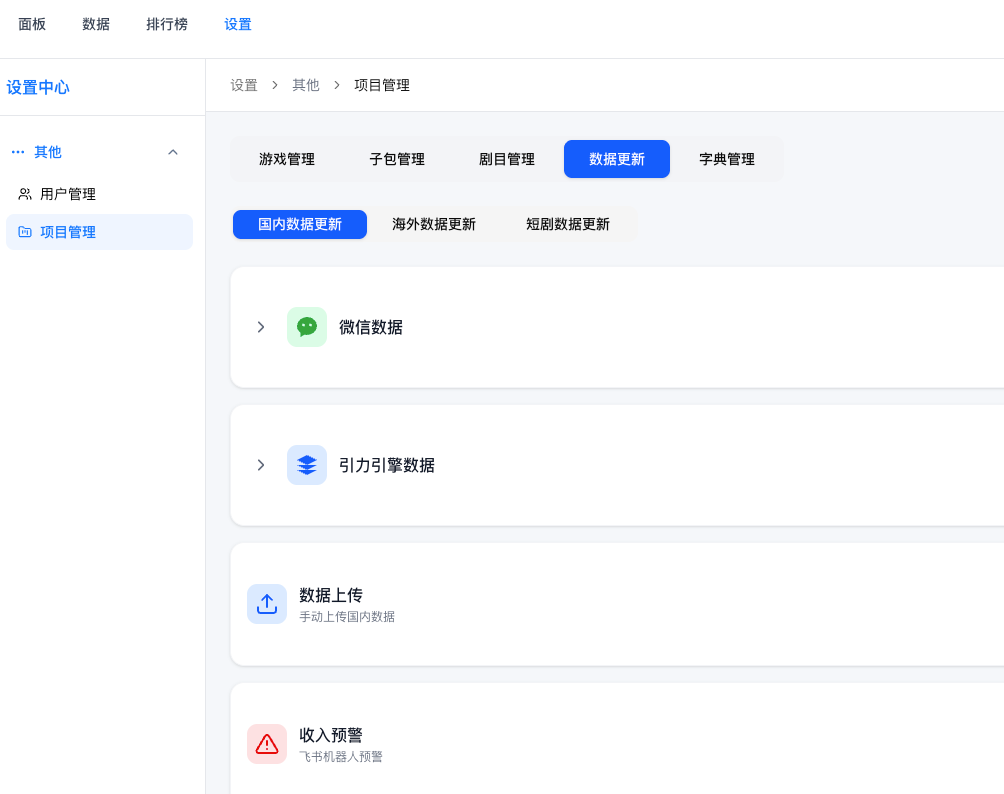 面板 数据 排行榜 设置
设置中心
设置 > 其他 > 项目管理
其他
用户管理
项目管理
游戏管理 子包管理 剧目管理 数据更新 字典管理
国内数据更新 海外数据更新 短剧数据更新
微信数据
引力引擎数据
数据上传
手动上传国内数据
收入预警
飞书机器人预警